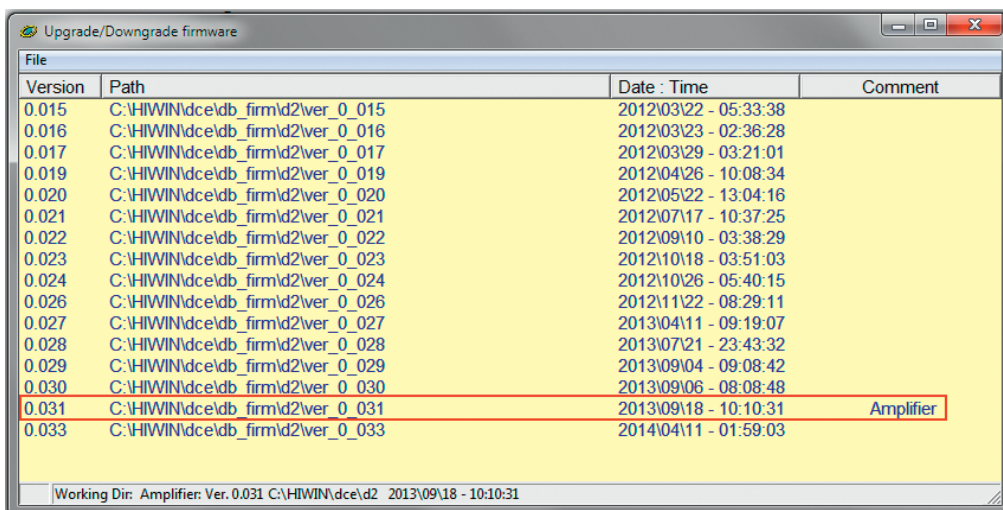 Upgrade/Downgrade firmware
File
Version Path Date : Time Comment
0.015 C:\HIWIN\dce\db_firm\d2\ver_0_015 2012\03\22 - 05:33:38
0.016 C:\HIWIN\dce\db_firm\d2\ver_0_016 2012\03\23 - 02:36:28
0.017 C:\HIWIN\dce\db_firm\d2\ver_0_017 2012\03\29 - 03:21:01
0.019 C:\HIWIN\dce\db_firm\d2\ver_0_019 2012\04\26 - 10:08:34
0.020 C:\HIWIN\dce\db_firm\d2\ver_0_020 2012\05\22 - 13:04:16
0.021 C:\HIWIN\dce\db_firm\d2\ver_0_021 2012\07\17 - 10:37:25
0.022 C:\HIWIN\dce\db_firm\d2\ver_0_022 2012\09\10 - 03:38:29
0.023 C:\HIWIN\dce\db_firm\d2\ver_0_023 2012\10\18 - 03:51:03
0.024 C:\HIWIN\dce\db_firm\d2\ver_0_024 2012\10\26 - 05:40:15
0.026 C:\HIWIN\dce\db_firm\d2\ver_0_026 2012\11\22 - 08:29:11
0.027 C:\HIWIN\dce\db_firm\d2\ver_0_027 2013\04\11 - 09:19:07
0.028 C:\HIWIN\dce\db_firm\d2\ver_0_028 2013\07\21 - 23:43:32
0.029 C:\HIWIN\dce\db_firm\d2\ver_0_029 2013\09\04 - 09:08:42
0.030 C:\HIWIN\dce\db_firm\d2\ver_0_030 2013\09\06 - 08:08:48
0.031 C:\HIWIN\dce\db_firm\d2\ver_0_031 2013\09\18 - 10:10:31 Amplifier
0.033 C:\HIWIN\dce\db_firm\d2\ver_0_033 2014\04\11 - 01:59:03
Working Dir: Amplifier: Ver. 0.031 C:\HIWIN\dce\d2 2013\09\18 - 10:10:31